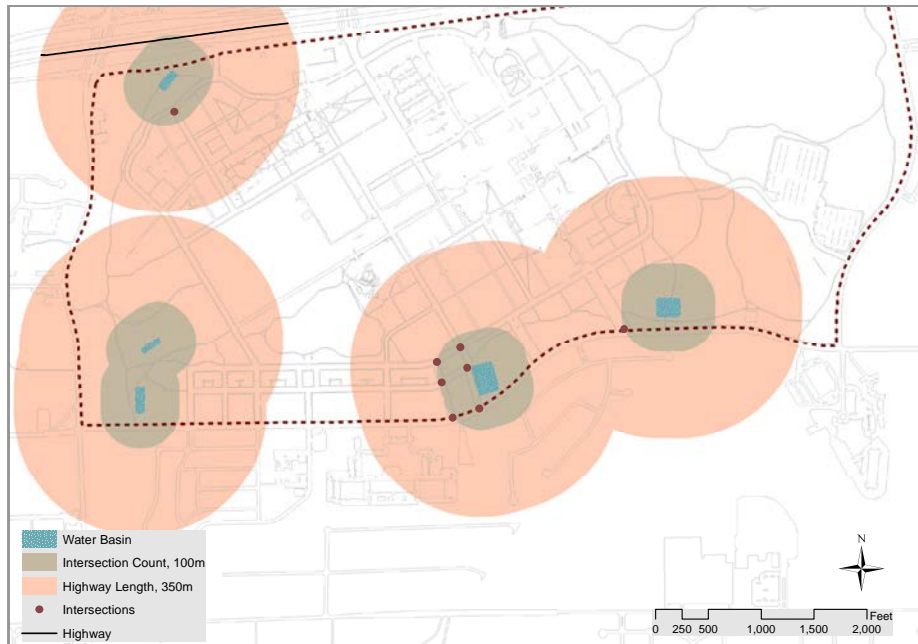 Water Basin
Intersection Count, 100m
Highway Length, 350m
Intersections
Highway
N
Feet
0 250 500 1,000 1,500 2,000